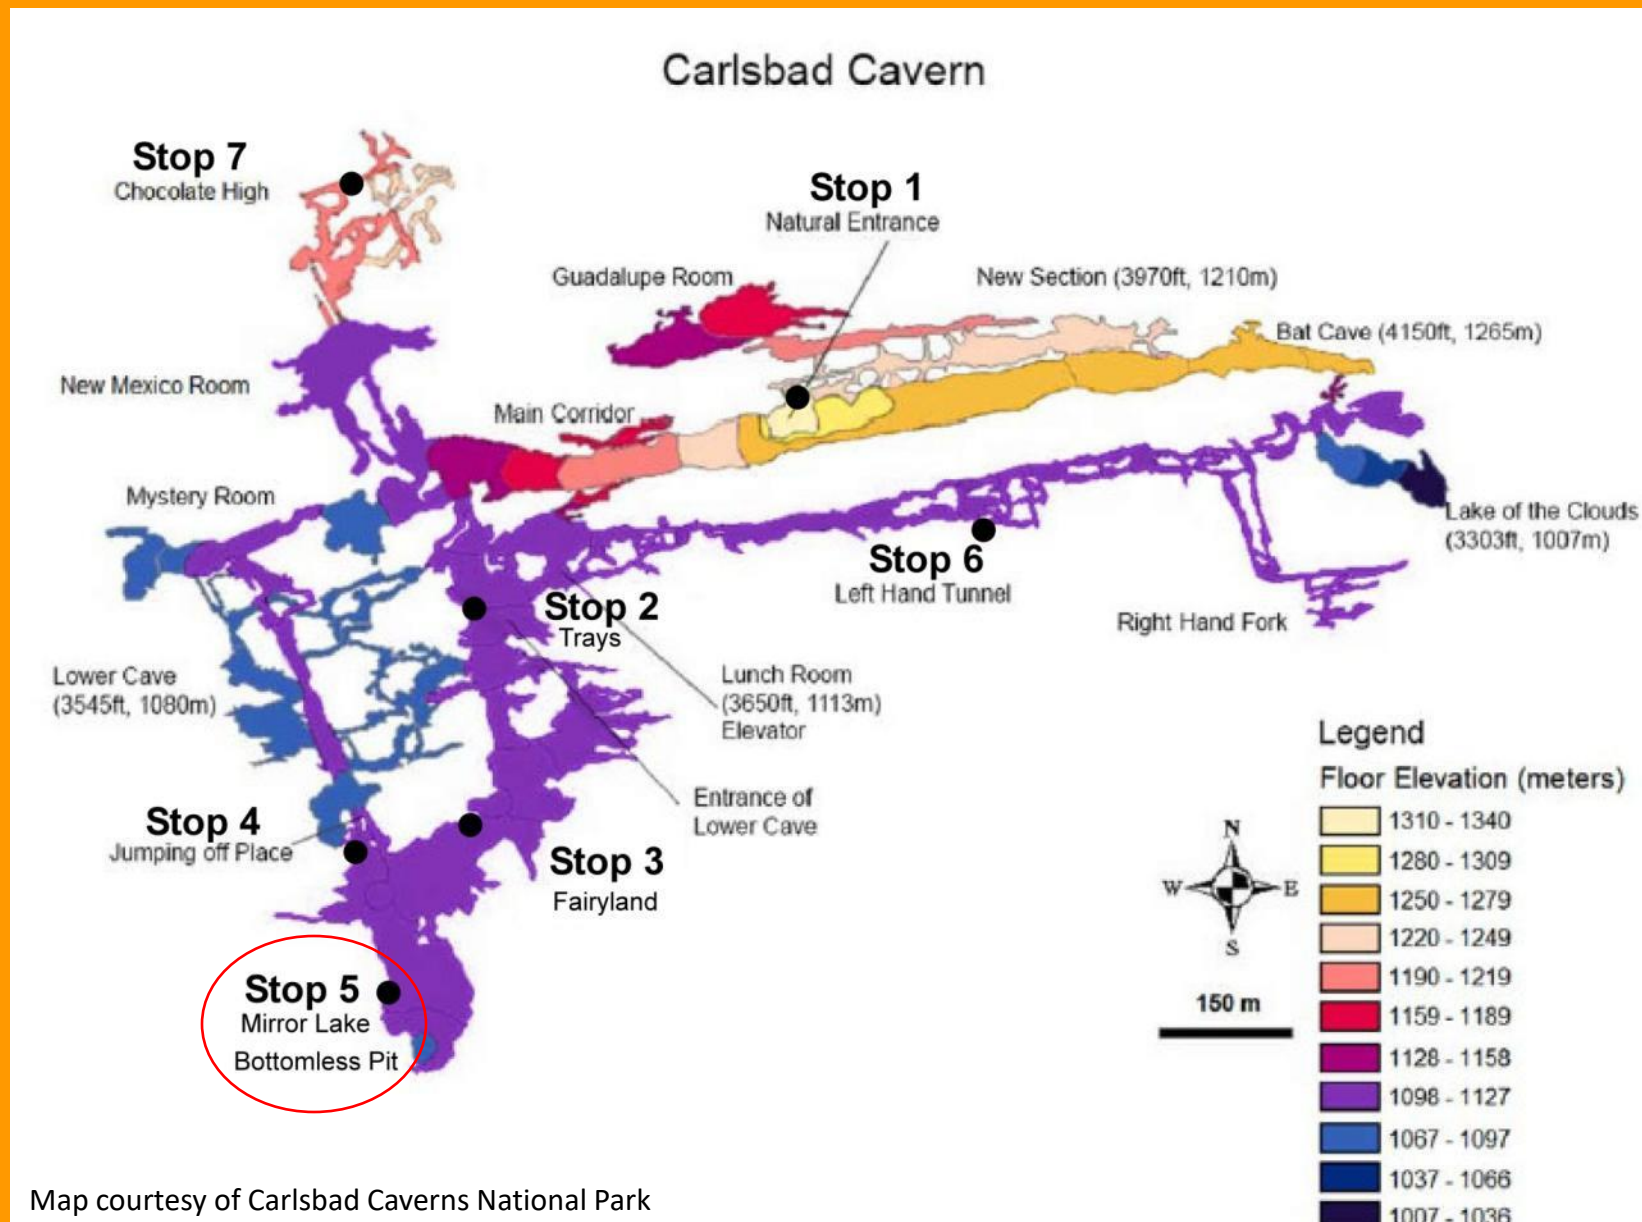 Carlsbad Cavern
Stop 7
Chocolate High
Stop 1
Natural Entrance
Guadalupe Room
New Section (3970ft, 1210m)
Bat Cave (4150ft, 1265m)
New Mexico Room
Main Corridor
Mystery Room
Lake of the Clouds
(3303ft, 1007m)
Stop 6
Left Hand Tunnel
Stop 2
Trays
Right Hand Fork
Lower Cave
(3545ft, 1080m)
Lunch Room
(3650ft, 1113m)
Elevator
Entrance of
Lower Cave
Stop 4
Jumping off Place
Stop 3
Fairyland
Stop 5
Mirror Lake
Bottomless Pit
N
W E
S
150 m
Legend
Floor Elevation (meters)
1310 - 1340
1280 - 1309
1250 - 1279
1220 - 1249
1190 - 1219
1159 - 1189
1128 - 1158
1098 - 1127
1067 - 1097
1037 - 1066
1007 - 1036
Map courtesy of Carlsbad Caverns National Park